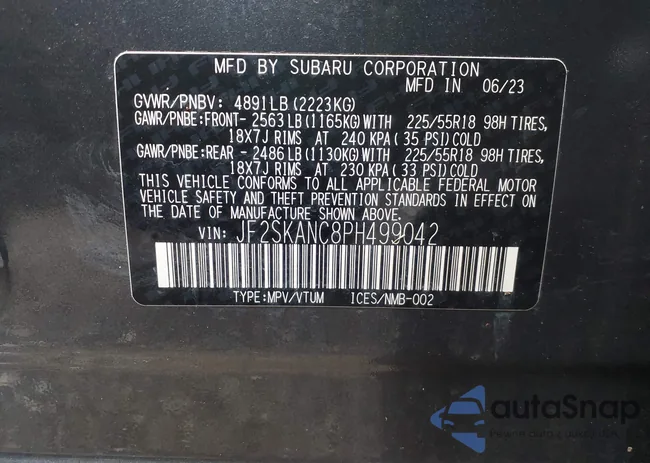 MFD BY SUBARU CORPORATION
MFD IN 06/23
GVWR/PNBV: 4891LB(2223KG)
GAWR/PNBE:FRONT- 2563LB(1165KG)WITH 225/55R18 98H TIRES,
18X7J RIMS AT 240 KPA(35 PSI)COLD
GAWR/PNBE:REAR - 2486LB(1130KG)WITH 225/55R18 98H TIRES,
18X7J RIMS AT 230 KPA(33 PSI)COLD
THIS VEHICLE CONFORMS TO ALL APPLICABLE FEDERAL MOTOR
VEHICLE SAFETY AND THEFT PREVENTION STANDARDS IN EFFECT ON
THE DATE OF MANUFACTURE SHOWN ABOVE.
VIN: JF2SKANC8PH499042
TYPE:MPV/VTUM ICES/NMB-002
autoSnap